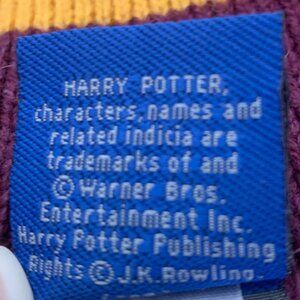 HARRY POTTER,
characters, names and
related indicia are
trademarks of and
© Warner Bros.
Entertainment Inc.
Harry Potter Publishing
Rights © J.K. Rowling.